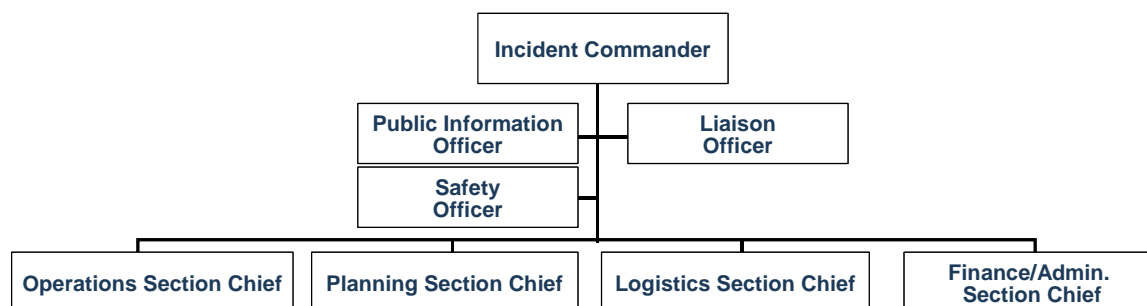 Incident Commander
Public Information
Officer
Liaison
Officer
Safety
Officer
Operations Section Chief
Planning Section Chief
Logistics Section Chief
Finance/Admin.
Section Chief